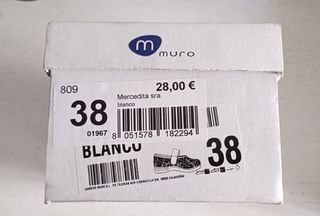 m muro
809
28,00 €
Mercedita sra.
blanco
38
01967
8 051578 182294
BLANCO
38